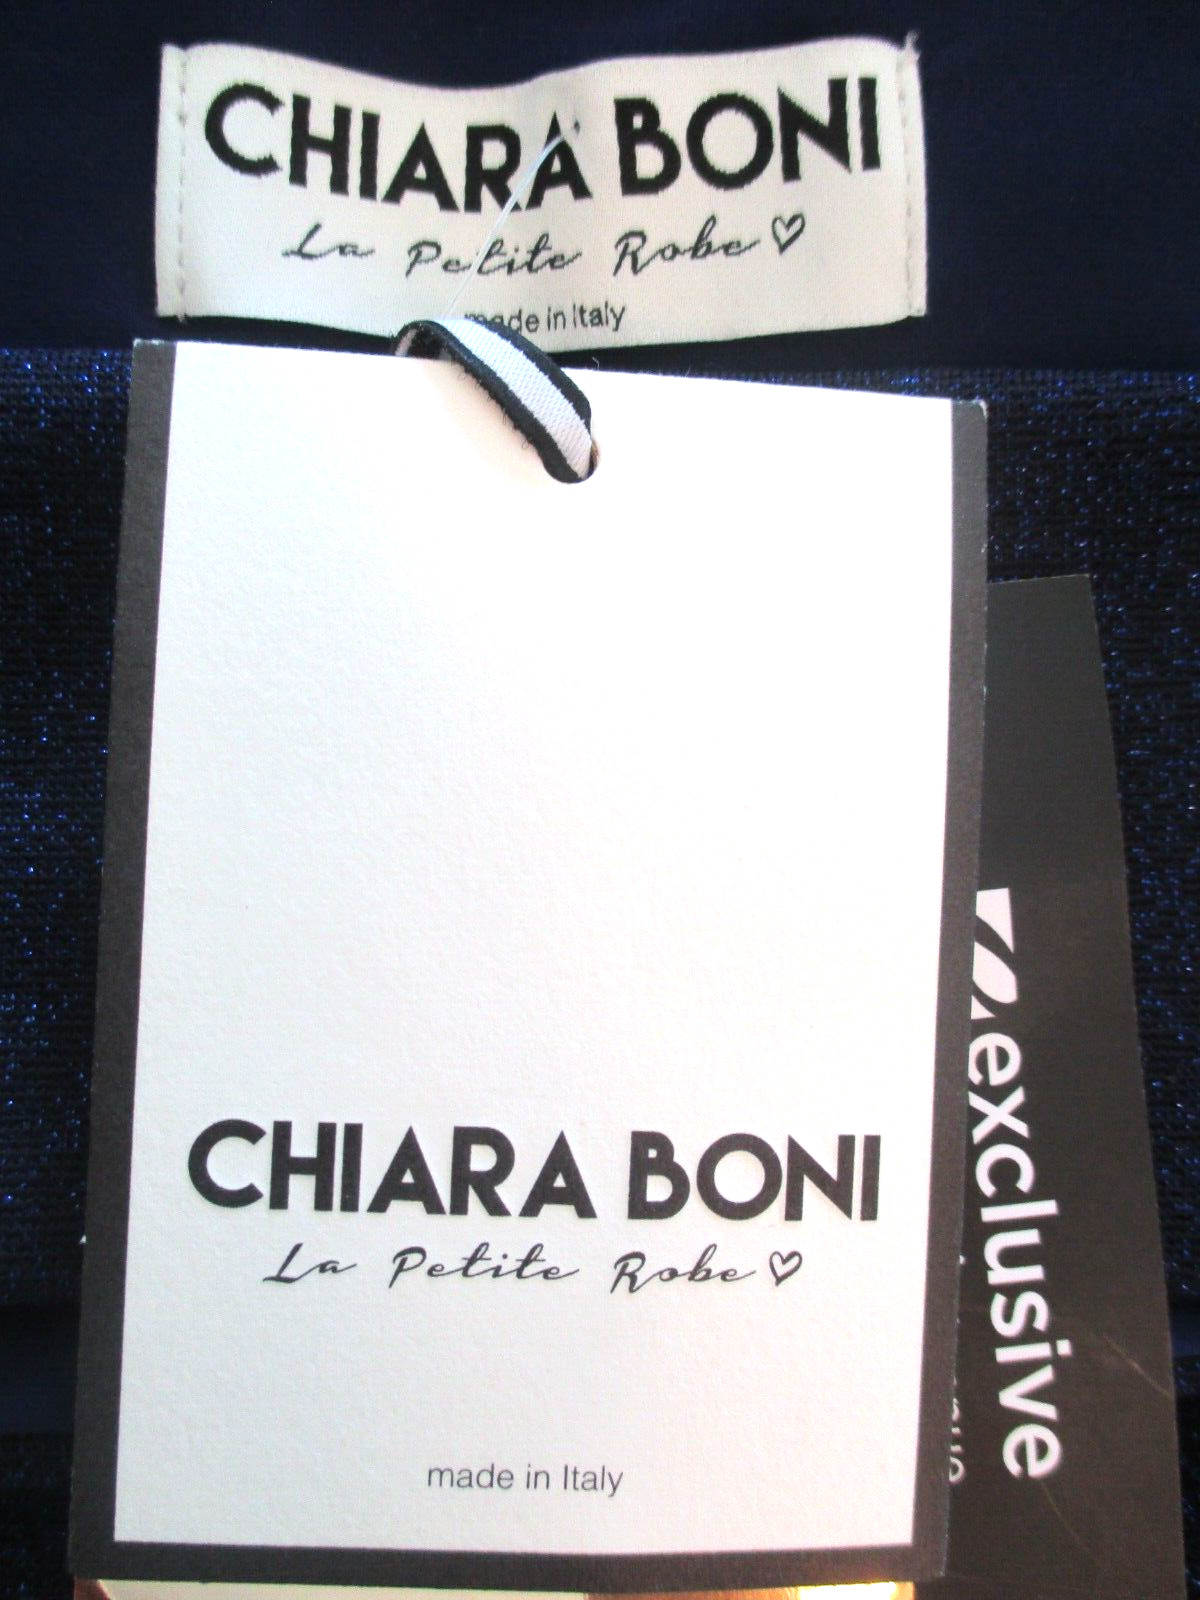 CHIARA BONI
La Petite Robe
made in Italy
CHIARA BONI
La Petite Robe
made in Italy
exclusive